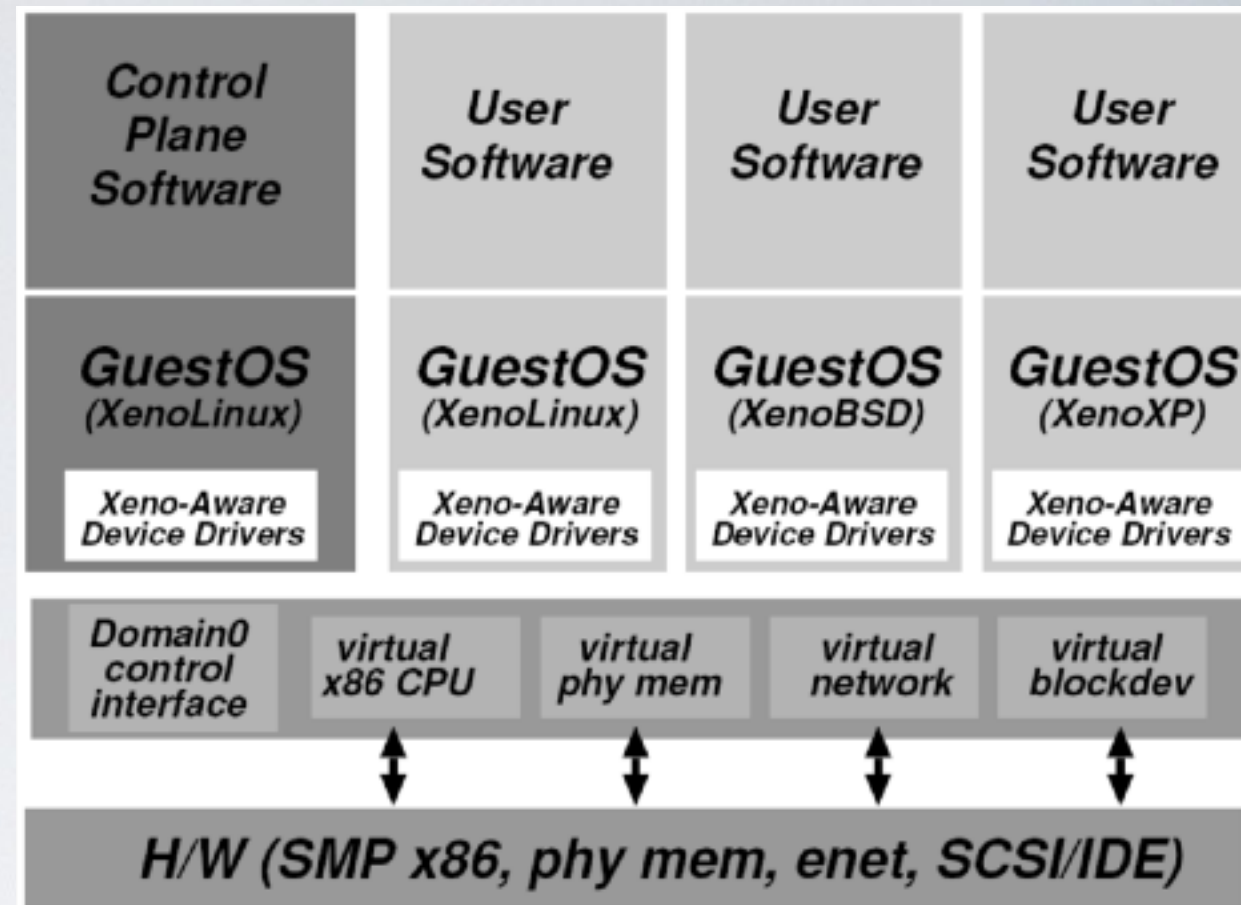 Control
Plane
Software
User
Software
User
Software
User
Software
GuestOS
(XenoLinux)
Xeno-Aware
Device Drivers
GuestOS
(XenoLinux)
Xeno-Aware
Device Drivers
GuestOS
(XenoBSD)
Xeno-Aware
Device Drivers
GuestOS
(XenoXP)
Xeno-Aware
Device Drivers
Domain0
control
interface
virtual
x86 CPU
virtual
phy mem
virtual
network
virtual
blockdev
H/W (SMP x86, phy mem, enet, SCSI/IDE)